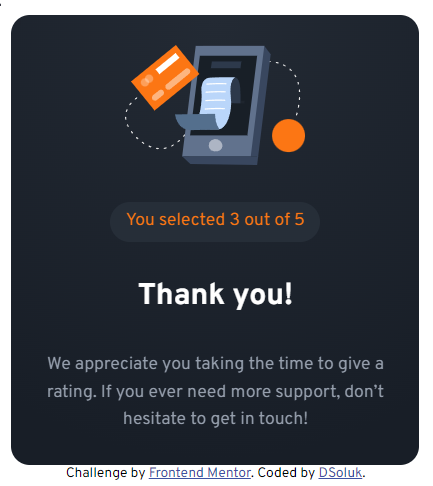 You selected 3 out of 5
Thank you!
We appreciate you taking the time to give a
rating. If you ever need more support, don’t
hesitate to get in touch!
Challenge by Frontend Mentor. Coded by DSoluk.